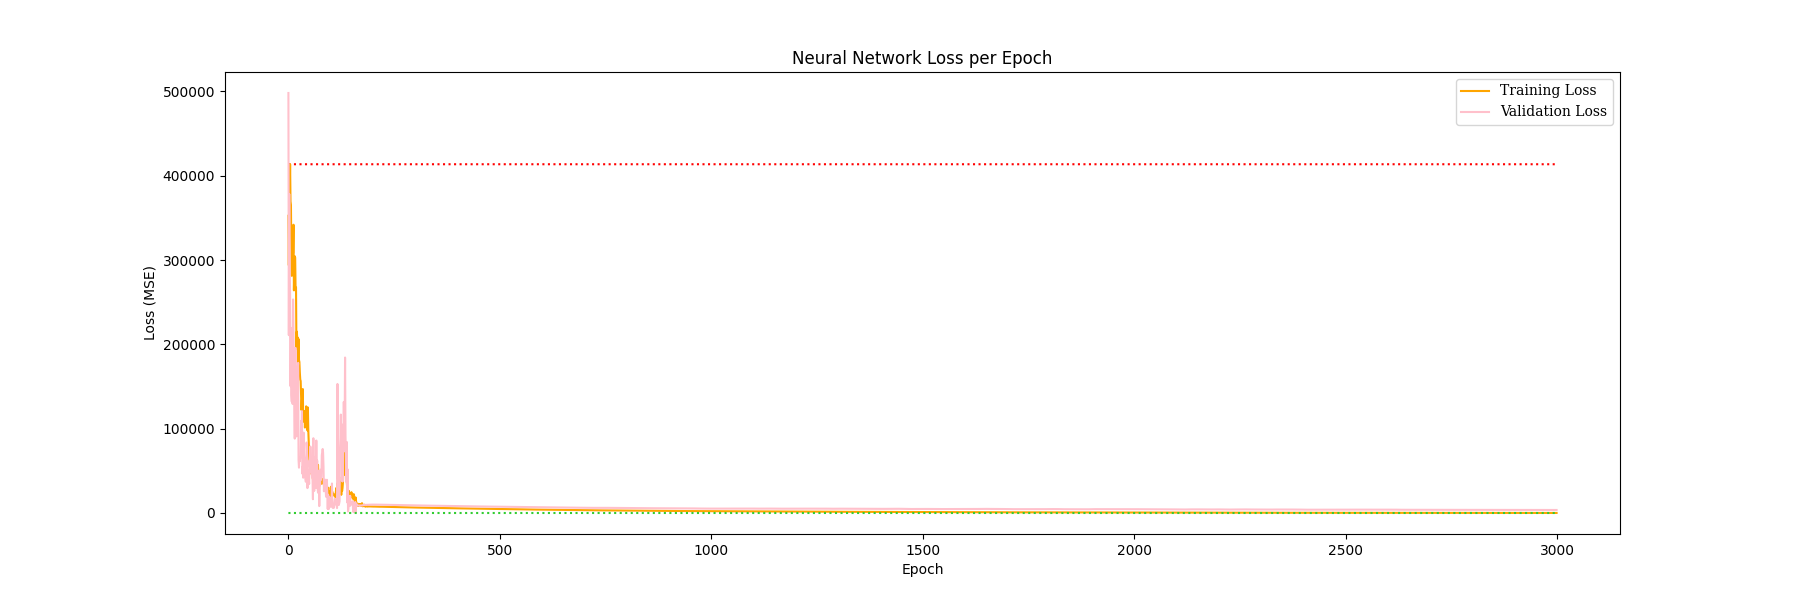 Neural Network Loss per Epoch
Training Loss
Validation Loss
500000
400000
300000
200000
100000
0
Loss (MSE)
0 500 1000 1500 2000 2500 3000
Epoch